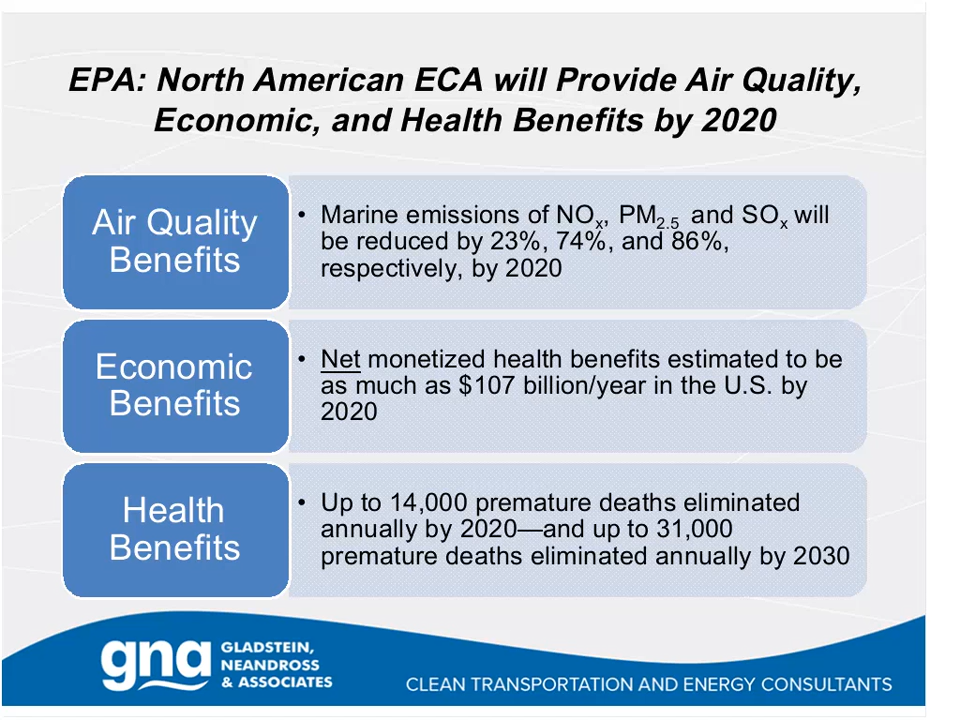 EPA: North American ECA will Provide Air Quality,
Economic, and Health Benefits by 2020
Air Quality
Benefits
• Marine emissions of NOx, PM2.5 and SOx will
be reduced by 23%, 74%, and 86%,
respectively, by 2020
Economic
Benefits
• Net monetized health benefits estimated to be
as much as $107 billion/year in the U.S. by
2020
Health
Benefits
• Up to 14,000 premature deaths eliminated
annually by 2020—and up to 31,000
premature deaths eliminated annually by 2030
gna
GLADSTEIN,
NEANDROSS
& ASSOCIATES
CLEAN TRANSPORTATION AND ENERGY CONSULTANTS